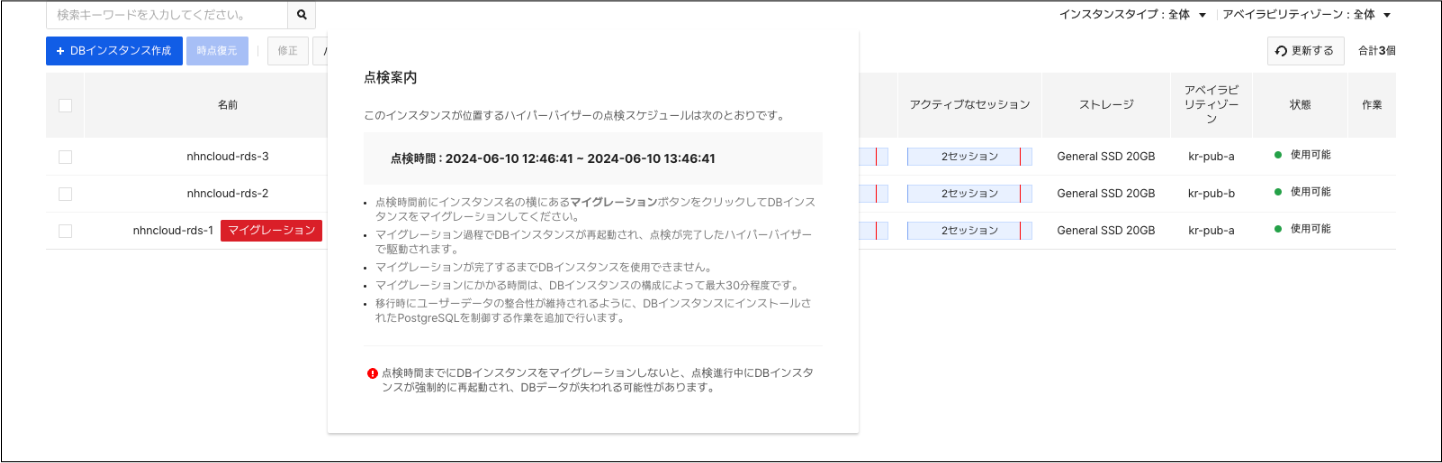 検索キーワードを入力してください。
インスタンスタイプ : 全体 ▼ アベイラビリティゾーン : 全体 ▼
+ DBインスタンス作成 時点復元 修正 更新する 合計3個
名前 アクティブなセッション ストレージ アベイラビリティゾーン 状態 作業
nhncloud-rds-3 2セッション General SSD 20GB kr-pub-a 使用可能
nhncloud-rds-2 2セッション General SSD 20GB kr-pub-b 使用可能
nhncloud-rds-1 マイグレーション 2セッション General SSD 20GB kr-pub-a 使用可能
点検案内
このインスタンスが位置するハイパーバイザーの点検スケジュールは次のとおりです。
点検時間 : 2024-06-10 12:46:41 ~ 2024-06-10 13:46:41
• 点検時間前にインスタンス名の横にあるマイグレーションボタンをクリックしてDBインス
タンスをマイグレーションしてください。
• マイグレーション過程でDBインスタンスが再起動され、点検が完了したハイパーバイザー
で駆動されます。
• マイグレーションが完了するまでDBインスタンスを使用できません。
• マイグレーションにかかる時間は、DBインスタンスの構成によって最大30分程度です。
• 移行時にユーザーデータの整合性が維持されるように、DBインスタンスにインストールさ
れたPostgreSQLを制御する作業を追加で行います。
点検時間までにDBインスタンスをマイグレーションしないと、点検進行中にDBインスタ
ンスが強制的に再起動され、DBデータが失われる可能性があります。